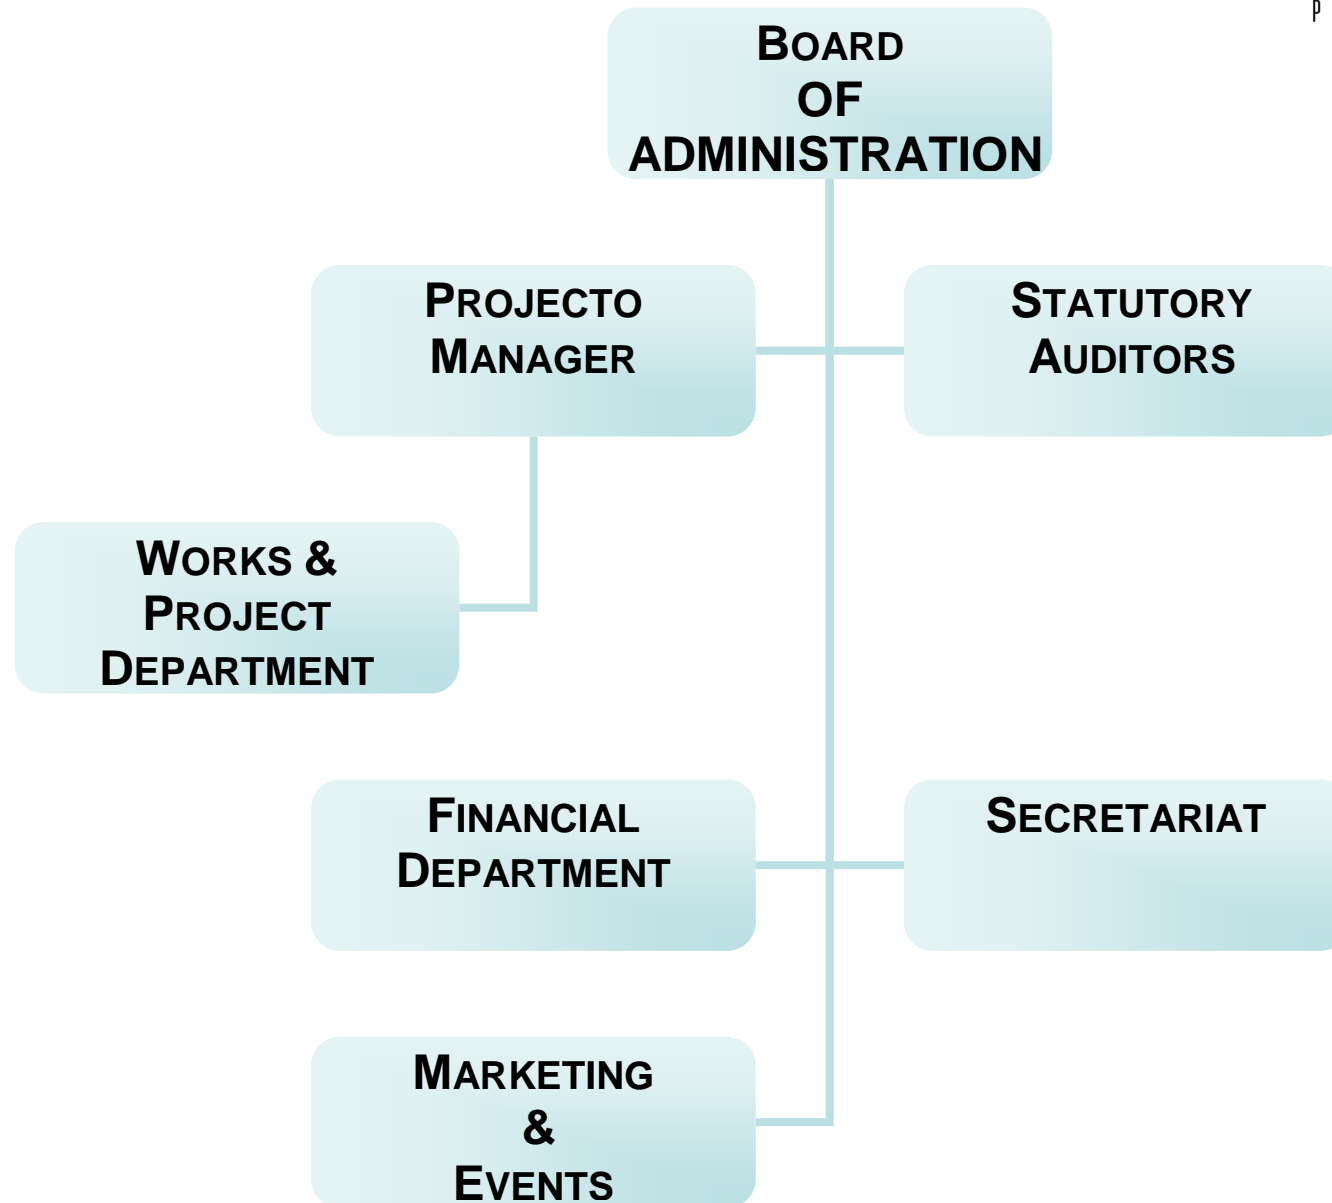 BOARD
OF
ADMINISTRATION
PROJECTO
MANAGER
STATUTORY
AUDITORS
WORKS &
PROJECT
DEPARTMENT
FINANCIAL
DEPARTMENT
SECRETARIAT
MARKETING
&
EVENTS